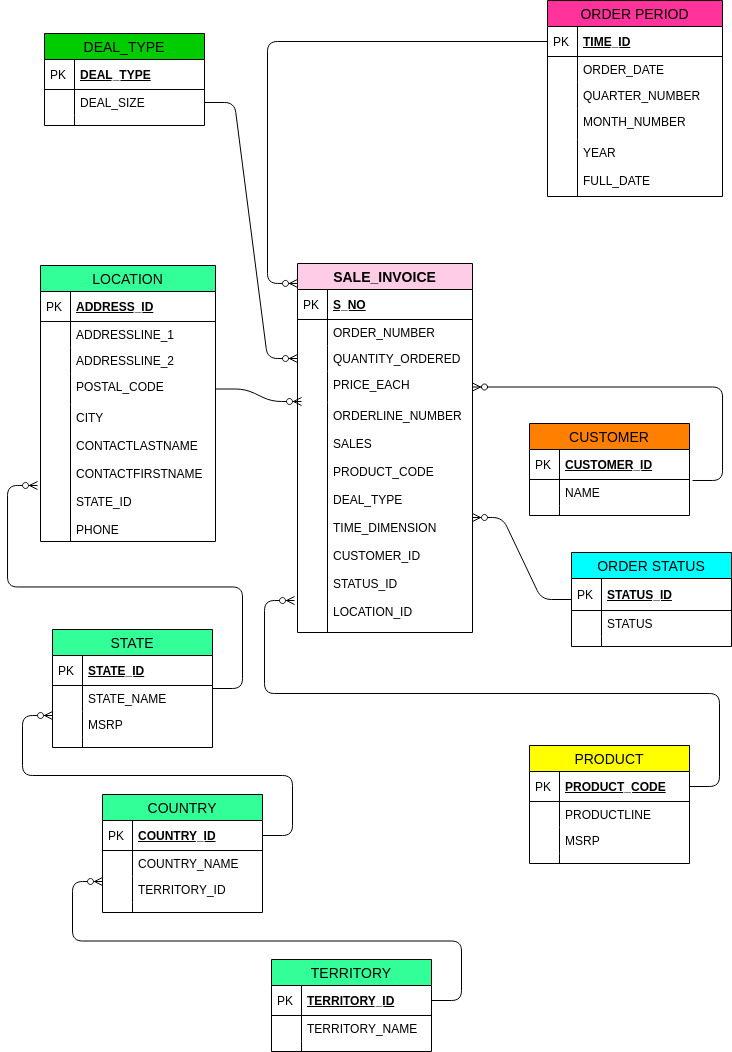 DEAL_TYPE
PK DEAL_TYPE
DEAL_SIZE
ORDER PERIOD
PK TIME_ID
ORDER_DATE
QUARTER_NUMBER
MONTH_NUMBER
YEAR
FULL_DATE
LOCATION
PK ADDRESS_ID
ADDRESSLINE_1
ADDRESSLINE_2
POSTAL_CODE
CITY
CONTACTLASTNAME
CONTACTFIRSTNAME
STATE_ID
PHONE
SALE_INVOICE
PK S_NO
ORDER_NUMBER
QUANTITY_ORDERED
PRICE_EACH
ORDERLINE_NUMBER
SALES
PRODUCT_CODE
DEAL_TYPE
TIME_DIMENSION
CUSTOMER_ID
STATUS_ID
LOCATION_ID
CUSTOMER
PK CUSTOMER_ID
NAME
ORDER STATUS
PK STATUS_ID
STATUS
STATE
PK STATE_ID
STATE_NAME
MSRP
PRODUCT
PK PRODUCT_CODE
PRODUCTLINE
MSRP
COUNTRY
PK COUNTRY_ID
COUNTRY_NAME
TERRITORY_ID
TERRITORY
PK TERRITORY_ID
TERRITORY_NAME